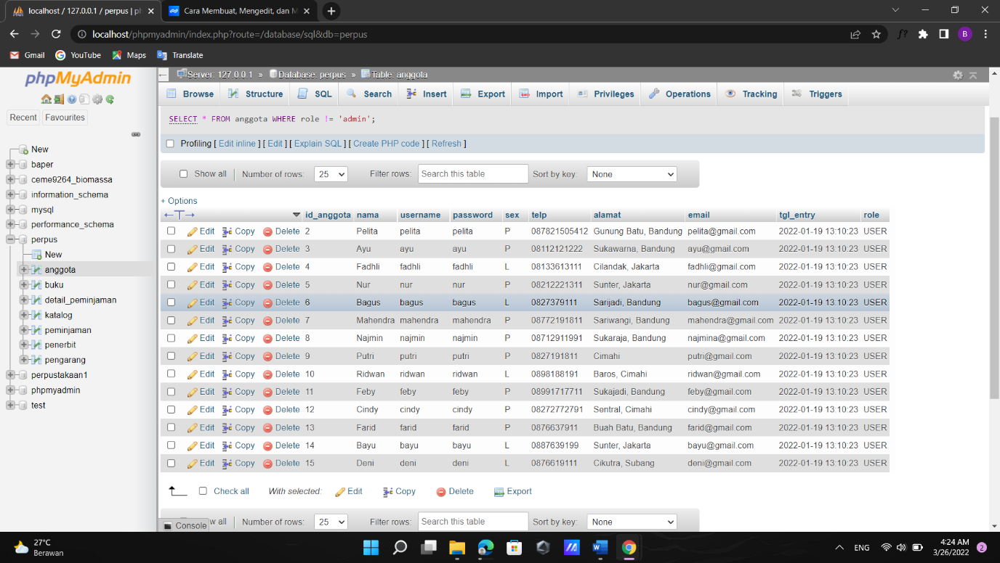 localhost / 127.0.0.1 / perpus | ph
Cara Membuat, Mengedit, dan M
localhost/phpmyadmin/index.php?route=/database/sql&db=perpus
f?
B
Gmail YouTube Maps Translate
phpMyAdmin
Recent Favourites
New
baper
ceme9264_biomassa
information_schema
mysql
performance_schema
perpus
New
anggota
buku
detail_peminjaman
katalog
peminjaman
penerbit
pengarang
perpustakaan1
phpmyadmin
test
Server: 127.0.0.1 » Database: perpus » Table: anggota
Browse Structure SQL Search Insert Export Import Privileges Operations Tracking Triggers
SELECT * FROM anggota WHERE role != 'admin';
Profiling [ Edit inline ] [ Edit ] [ Explain SQL ] [ Create PHP code ] [ Refresh ]
Show all Number of rows: 25 Filter rows: Search this table Sort by key: None
+ Options
←T→ id_anggota nama username password sex telp alamat email tgl_entry role
Edit Copy Delete 2 Pelita pelita pelita P 087821505412 Gunung Batu, Bandung pelita@gmail.com 2022-01-19 13:10:23 USER
Edit Copy Delete 3 Ayu ayu ayu P 08112121222 Sukawarna, Bandung ayu@gmail.com 2022-01-19 13:10:23 USER
Edit Copy Delete 4 Fadhli fadhli fadhli L 08133613111 Cilandak, Jakarta fadhli@gmail.com 2022-01-19 13:10:23 USER
Edit Copy Delete 5 Nur nur nur P 08212221311 Sunter, Jakarta nur@gmail.com 2022-01-19 13:10:23 USER
Edit Copy Delete 6 Bagus bagus bagus L 0827379111 Sarijadi, Bandung bagus@gmail.com 2022-01-19 13:10:23 USER
Edit Copy Delete 7 Mahendra mahendra mahendra P 08772191811 Sariwangi, Bandung mahendra@gmail.com 2022-01-19 13:10:23 USER
Edit Copy Delete 8 Najmin najmin najmin P 08712911991 Sukaraja, Bandung najmina@gmail.com 2022-01-19 13:10:23 USER
Edit Copy Delete 9 Putri putri putri P 0827191811 Cimahi putri@gmail.com 2022-01-19 13:10:23 USER
Edit Copy Delete 10 Ridwan ridwan ridwan L 0898188191 Baros, Cimahi ridwan@gmail.com 2022-01-19 13:10:23 USER
Edit Copy Delete 11 Feby feby feby P 08991717711 Sukajadi, Bandung feby@gmail.com 2022-01-19 13:10:23 USER
Edit Copy Delete 12 Cindy cindy cindy P 08272772791 Sentral, Cimahi cindy@gmail.com 2022-01-19 13:10:23 USER
Edit Copy Delete 13 Farid farid farid P 0876637911 Buah Batu, Bandung farid@gmail.com 2022-01-19 13:10:23 USER
Edit Copy Delete 14 Bayu bayu bayu L 0887639199 Sunter, Jakarta bayu@gmail.com 2022-01-19 13:10:23 USER
Edit Copy Delete 15 Deni deni deni L 0876619111 Cikutra, Subang deni@gmail.com 2022-01-19 13:10:23 USER
Check all With selected: Edit Copy Delete Export
Console w all Number of rows: 25 Filter rows: Search this table Sort by key: None
27°C
Berawan
ENG
4:24 AM
3/26/2022
2